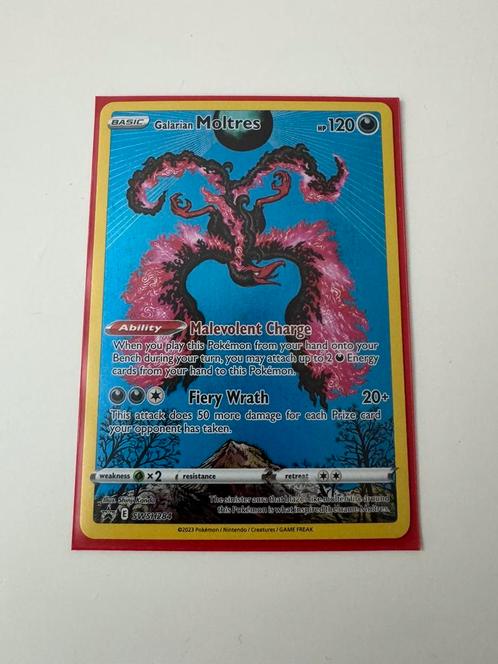 BASIC Galarian Moltres HP 120
Ability Malevolent Charge
When you play this Pokémon from your hand onto your
Bench during your turn, you may attach up to 2 Energy
cards from your hand to this Pokémon.
Fiery Wrath 20+
This attack does 50 more damage for each Prize card
your opponent has taken.
weakness ×2 resistance retreat
Illus. Shinji Kanda
The sinister aura that blazes like molten fire around
this Pokémon is what inspired the name Moltres.
E SWSH284
©2023 Pokémon / Nintendo / Creatures / GAME FREAK